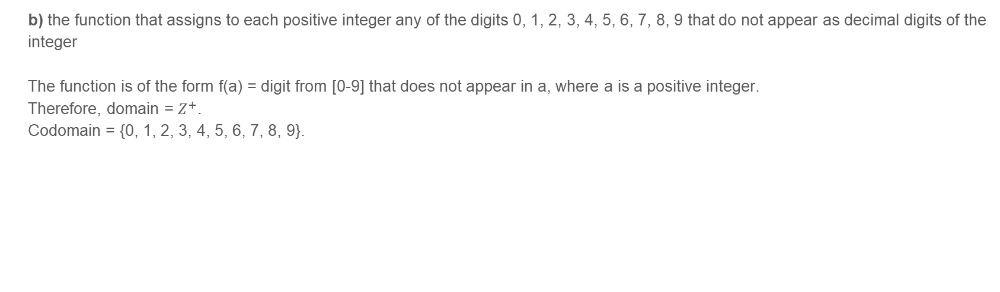 b) the function that assigns to each positive integer any of the digits 0, 1, 2, 3, 4, 5, 6, 7, 8, 9 that do not appear as decimal digits of the
integer
The function is of the form f(a) = digit from [0-9] that does not appear in a, where a is a positive integer.
Therefore, domain = Z⁺.
Codomain = {0, 1, 2, 3, 4, 5, 6, 7, 8, 9}.